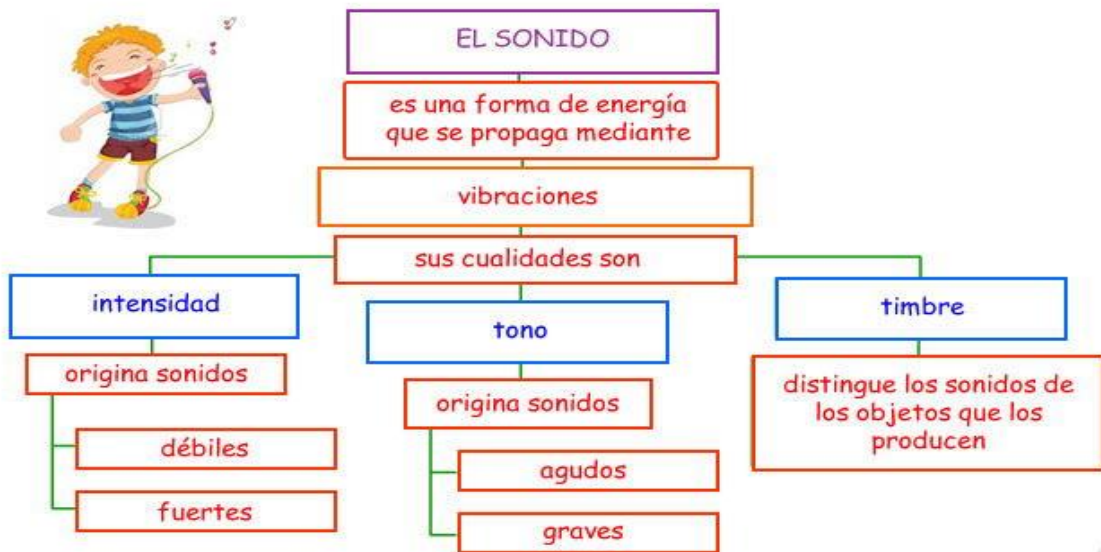 EL SONIDO
es una forma de energía
que se propaga mediante
vibraciones
sus cualidades son
intensidad
origina sonidos
débiles
fuertes
tono
origina sonidos
agudos
graves
timbre
distingue los sonidos de
los objetos que los
producen